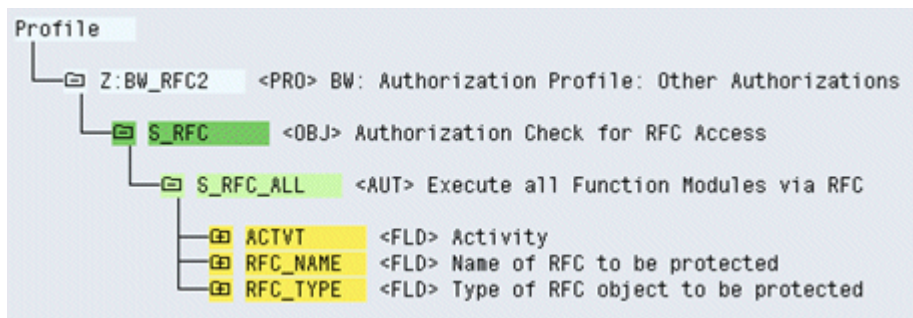 Profile
Z:BW_RFC2 <PRO> BW: Authorization Profile: Other Authorizations
S_RFC <OBJ> Authorization Check for RFC Access
S_RFC_ALL <AUT> Execute all Function Modules via RFC
ACTVT <FLD> Activity
RFC_NAME <FLD> Name of RFC to be protected
RFC_TYPE <FLD> Type of RFC object to be protected